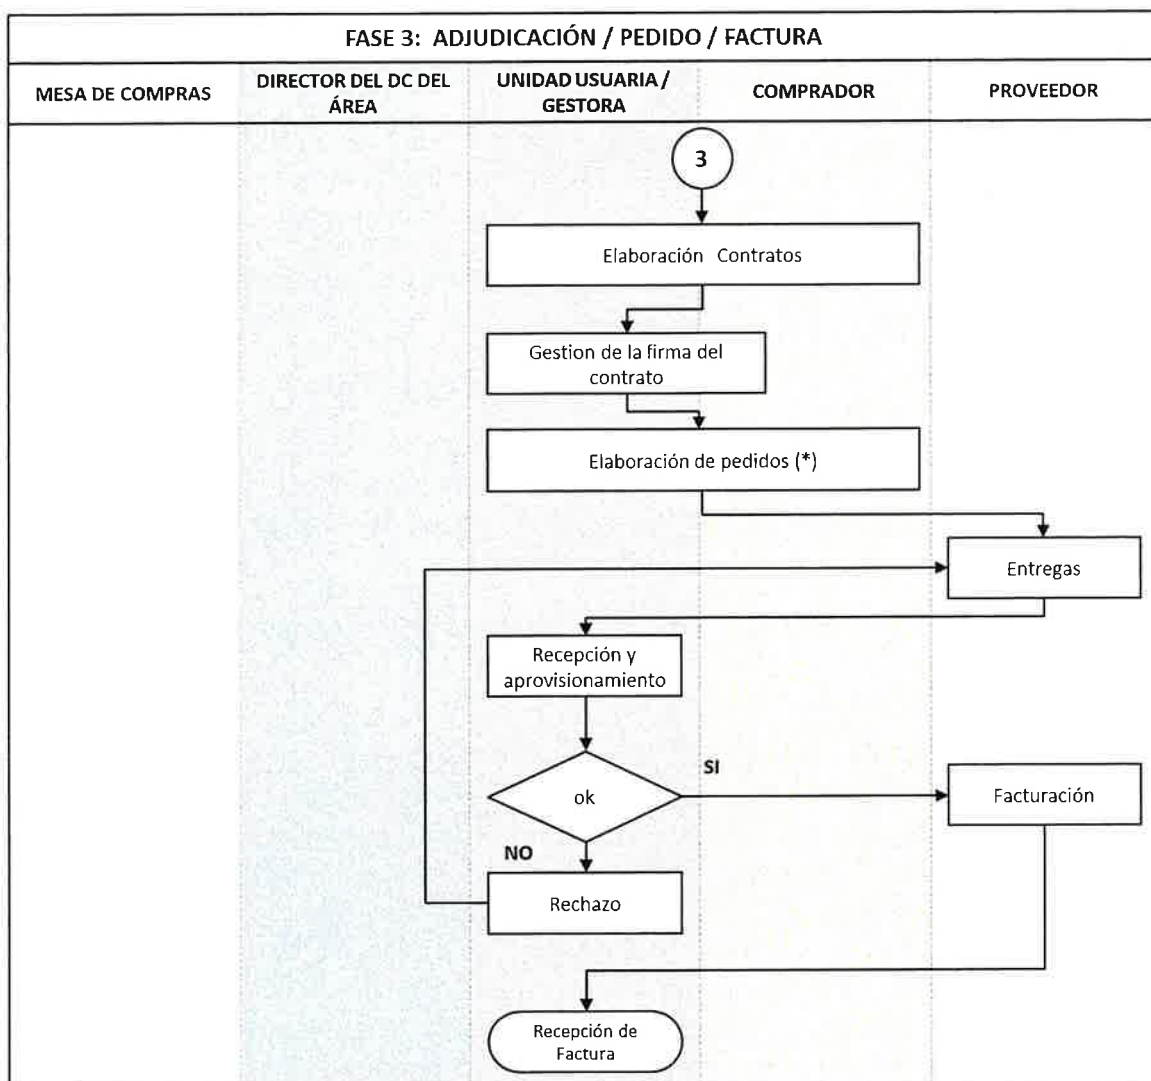 FASE 3: ADJUDICACIÓN / PEDIDO / FACTURA
MESA DE COMPRAS
DIRECTOR DEL DC DEL
ÁREA
UNIDAD USUARIA /
GESTORA
COMPRADOR
PROVEEDOR
3
Elaboración Contratos
Gestion de la firma del
contrato
Elaboración de pedidos (*)
Entregas
Recepción y
aprovisionamiento
ok
SI
Facturación
NO
Rechazo
Recepción de
Factura